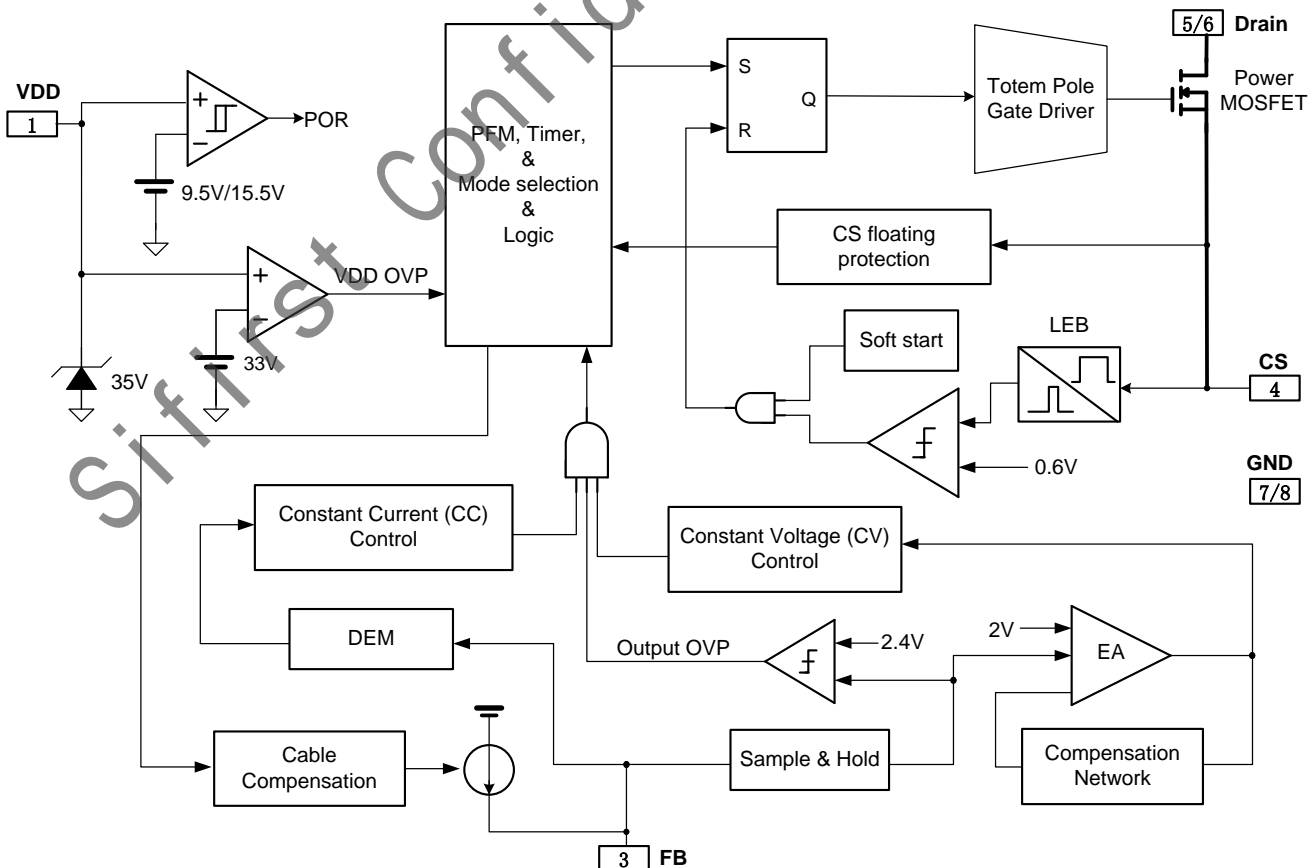 5/6 Drain
VDD
1
POR
9.5V/15.5V
PFM, Timer,
&
Mode selection
&
Logic
S
R
Q
Totem Pole
Gate Driver
Power
MOSFET
CS floating
protection
VDD OVP
33V
35V
Soft start
LEB
CS
4
0.6V
GND
7/8
Constant Current (CC)
Control
Constant Voltage (CV)
Control
DEM
Output OVP
2.4V
2V
EA
Cable
Compensation
Sample & Hold
Compensation
Network
3 FB
Sifirst Confid